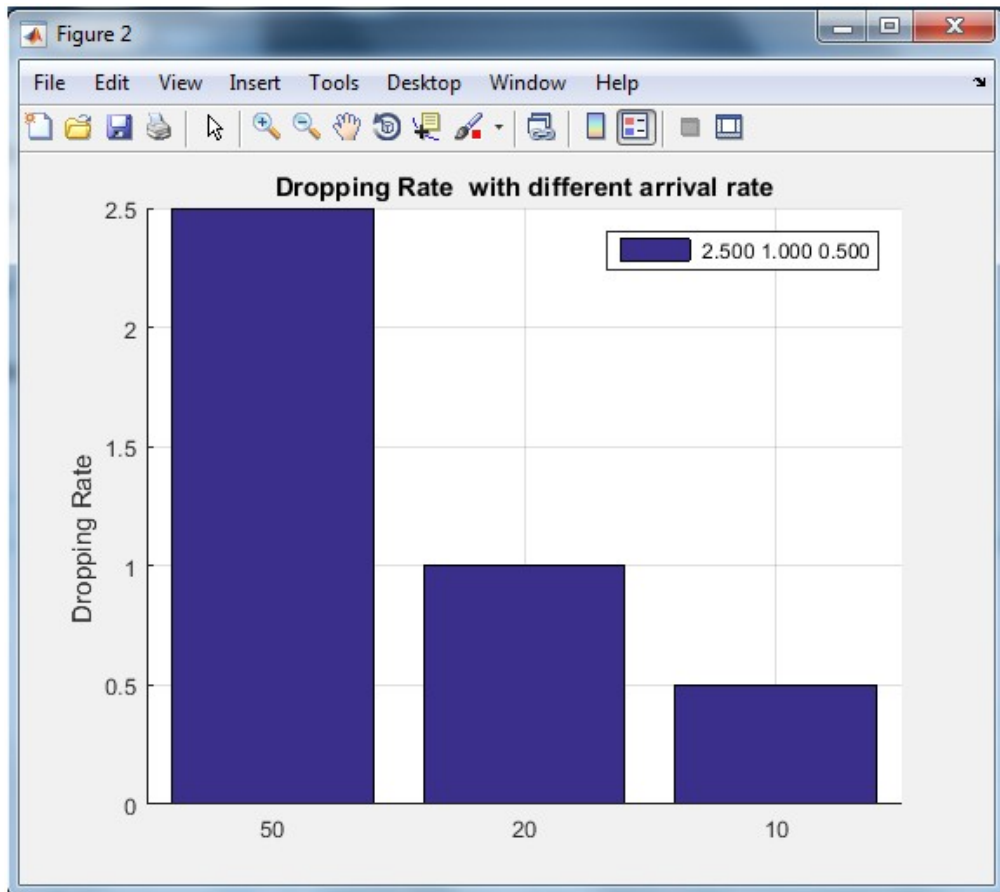 Figure 2
File Edit View Insert Tools Desktop Window Help
Dropping Rate with different arrival rate
2.500 1.000 0.500
Dropping Rate
2.5
2
1.5
1
0.5
0
50 20 10